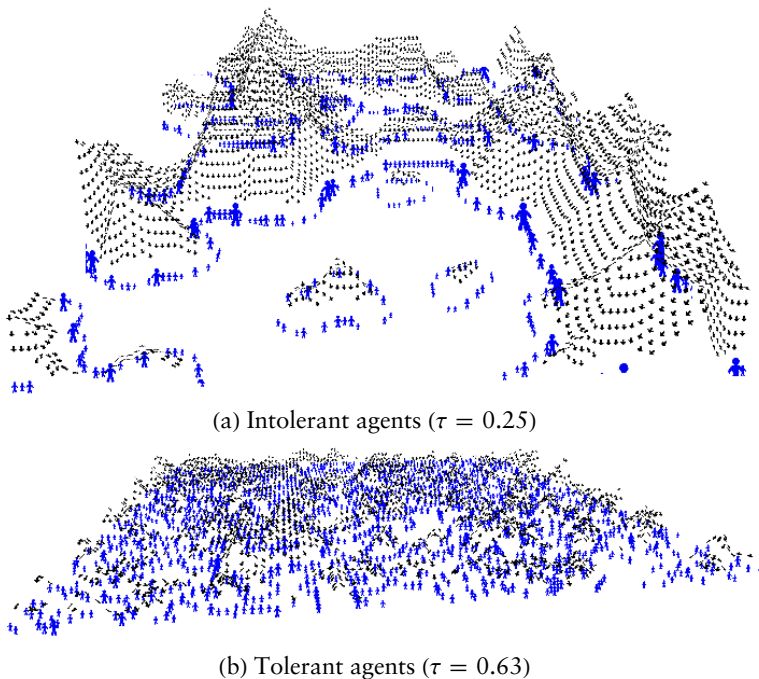 (a) Intolerant agents (τ = 0.25)
(b) Tolerant agents (τ = 0.63)